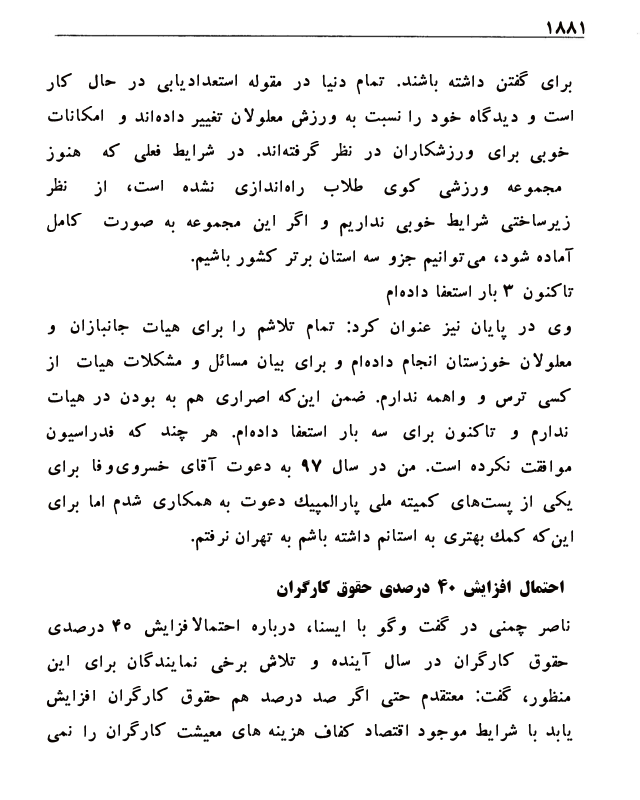 ۱۸۸۱
برای گفتن داشته باشند. تمام دنیا در مقوله استعدادیابی در حال کار
است و دیدگاه خود را نسبت به ورزش معلولان تغییر داده‌اند و امکانات
خوبی برای ورزشکاران در نظر گرفته‌اند. در شرایط فعلی که هنوز
مجموعه ورزشی کوی طلاب راه‌اندازی نشده است، از نظر
زیرساختی شرایط خوبی نداریم و اگر این مجموعه به صورت کامل
آماده شود، می‌توانیم جزو سه استان برتر کشور باشیم.
تاکنون ۳ بار استعفا داده‌ام
وی در پایان نیز عنوان کرد: تمام تلاشم را برای هیات جانبازان و
معلولان خوزستان انجام داده‌ام و برای بیان مسائل و مشکلات هیات از
کسی ترس و واهمه ندارم. ضمن این‌که اصراری هم به بودن در هیات
ندارم و تاکنون برای سه بار استعفا داده‌ام. هر چند که فدراسیون
موافقت نکرده است. من در سال ۹۷ به دعوت آقای خسروی‌وفا برای
یکی از پست‌های کمیته ملی پارالمپیك دعوت به همکاری شدم اما برای
این‌که کمك بهتری به استانم داشته باشم به تهران نرفتم.
احتمال افزایش ۴۰ درصدی حقوق کارگران
ناصر چمنی در گفت وگو با ایسنا، درباره احتمالافزایش ۴۰ درصدی
حقوق کارگران در سال آینده و تلاش برخی نمایندگان برای این
منظور، گفت: معتقدم حتی اگر صد درصد هم حقوق کارگران افزایش
یابد با شرایط موجود اقتصاد کفاف هزینه های معیشت کارگران را نمی